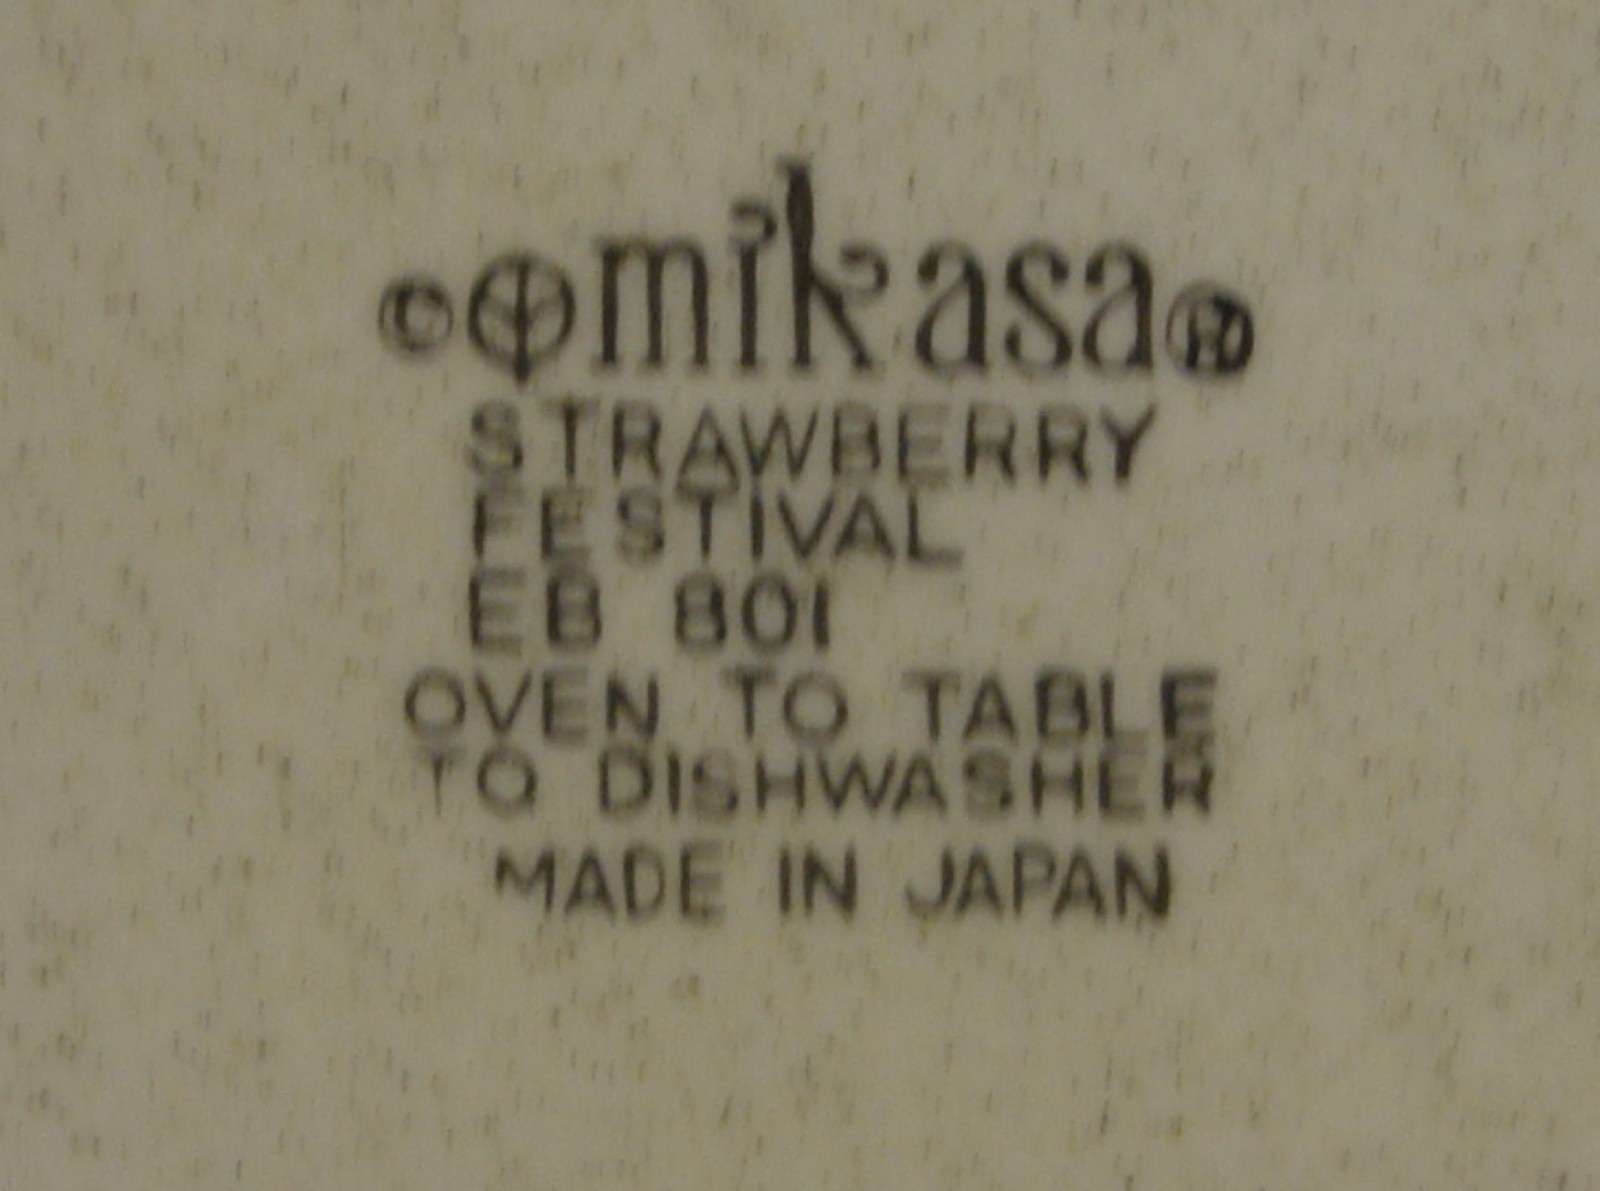 © mikasa ®
STRAWBERRY
FESTIVAL
EB 801
OVEN TO TABLE
TO DISHWASHER
MADE IN JAPAN